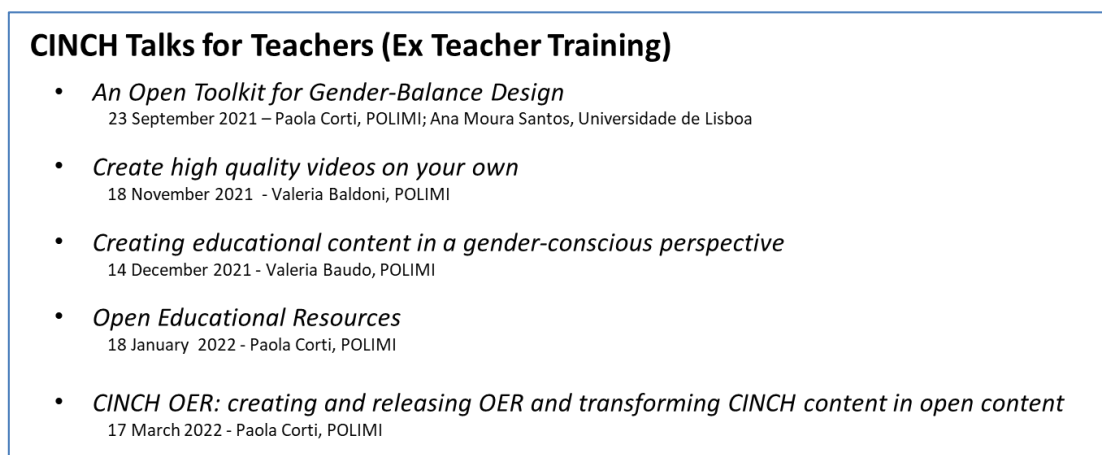 CINCH Talks for Teachers (Ex Teacher Training)
• An Open Toolkit for Gender-Balance Design
23 September 2021 – Paola Corti, POLIMI; Ana Moura Santos, Universidade de Lisboa
• Create high quality videos on your own
18 November 2021 - Valeria Baldoni, POLIMI
• Creating educational content in a gender-conscious perspective
14 December 2021 - Valeria Baudo, POLIMI
• Open Educational Resources
18 January 2022 - Paola Corti, POLIMI
• CINCH OER: creating and releasing OER and transforming CINCH content in open content
17 March 2022 - Paola Corti, POLIMI